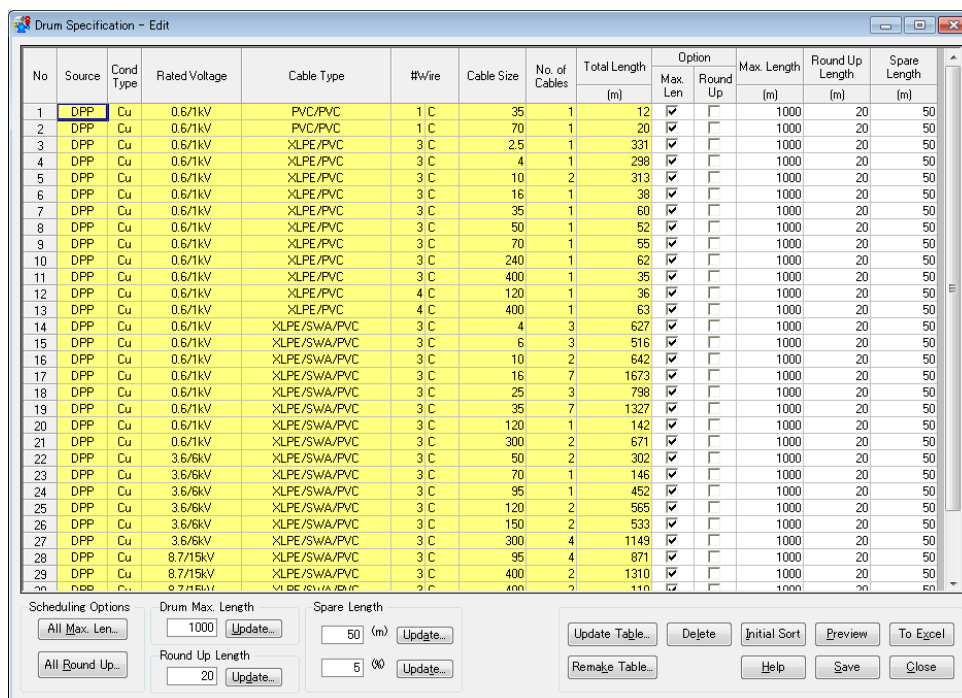 Drum Specification - Edit
No Source Cond Type Rated Voltage Cable Type #Wire Cable Size No. of Cables Total Length (m) Option Max. Len Round Up Max. Length (m) Round Up Length (m) Spare Length (m)
1 DPP Cu 0.6/1kV PVC/PVC 1 C 35 1 12 1000 20 50
2 DPP Cu 0.6/1kV PVC/PVC 1 C 70 1 20 1000 20 50
3 DPP Cu 0.6/1kV XLPE/PVC 3 C 2.5 1 331 1000 20 50
4 DPP Cu 0.6/1kV XLPE/PVC 3 C 4 1 298 1000 20 50
5 DPP Cu 0.6/1kV XLPE/PVC 3 C 10 2 313 1000 20 50
6 DPP Cu 0.6/1kV XLPE/PVC 3 C 16 1 38 1000 20 50
7 DPP Cu 0.6/1kV XLPE/PVC 3 C 35 1 60 1000 20 50
8 DPP Cu 0.6/1kV XLPE/PVC 3 C 50 1 52 1000 20 50
9 DPP Cu 0.6/1kV XLPE/PVC 3 C 70 1 55 1000 20 50
10 DPP Cu 0.6/1kV XLPE/PVC 3 C 240 1 62 1000 20 50
11 DPP Cu 0.6/1kV XLPE/PVC 3 C 400 1 35 1000 20 50
12 DPP Cu 0.6/1kV XLPE/PVC 4 C 120 1 36 1000 20 50
13 DPP Cu 0.6/1kV XLPE/PVC 4 C 400 1 63 1000 20 50
14 DPP Cu 0.6/1kV XLPE/SWA/PVC 3 C 4 3 627 1000 20 50
15 DPP Cu 0.6/1kV XLPE/SWA/PVC 3 C 6 3 516 1000 20 50
16 DPP Cu 0.6/1kV XLPE/SWA/PVC 3 C 10 2 642 1000 20 50
17 DPP Cu 0.6/1kV XLPE/SWA/PVC 3 C 16 7 1673 1000 20 50
18 DPP Cu 0.6/1kV XLPE/SWA/PVC 3 C 25 3 798 1000 20 50
19 DPP Cu 0.6/1kV XLPE/SWA/PVC 3 C 35 7 1327 1000 20 50
20 DPP Cu 0.6/1kV XLPE/SWA/PVC 3 C 120 1 142 1000 20 50
21 DPP Cu 0.6/1kV XLPE/SWA/PVC 3 C 300 2 671 1000 20 50
22 DPP Cu 3.6/6kV XLPE/SWA/PVC 3 C 50 2 302 1000 20 50
23 DPP Cu 3.6/6kV XLPE/SWA/PVC 3 C 70 1 146 1000 20 50
24 DPP Cu 3.6/6kV XLPE/SWA/PVC 3 C 95 1 452 1000 20 50
25 DPP Cu 3.6/6kV XLPE/SWA/PVC 3 C 120 2 565 1000 20 50
26 DPP Cu 3.6/6kV XLPE/SWA/PVC 3 C 150 2 533 1000 20 50
27 DPP Cu 3.6/6kV XLPE/SWA/PVC 3 C 300 4 1149 1000 20 50
28 DPP Cu 8.7/15kV XLPE/SWA/PVC 3 C 95 4 871 1000 20 50
29 DPP Cu 8.7/15kV XLPE/SWA/PVC 3 C 400 2 1310 1000 20 50
Scheduling Options Drum Max. Length Spare Length
All Max. Len... 1000 Update... 50 (m) Update... Update Table... Delete Initial Sort Preview To Excel
All Round Up... Round Up Length 20 Update... 5 (%) Update... Remake Table... Help Save Close